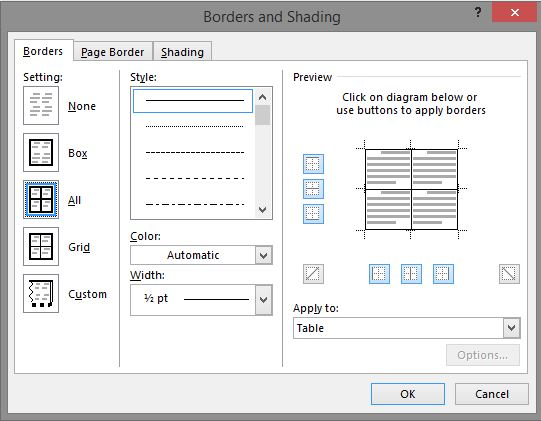 Borders and Shading
?
Borders
Page Border
Shading
Setting:
None
Box
All
Grid
Custom
Style:
Color:
Automatic
Width:
½ pt
Preview
Click on diagram below or
use buttons to apply borders
Apply to:
Table
Options...
OK
Cancel